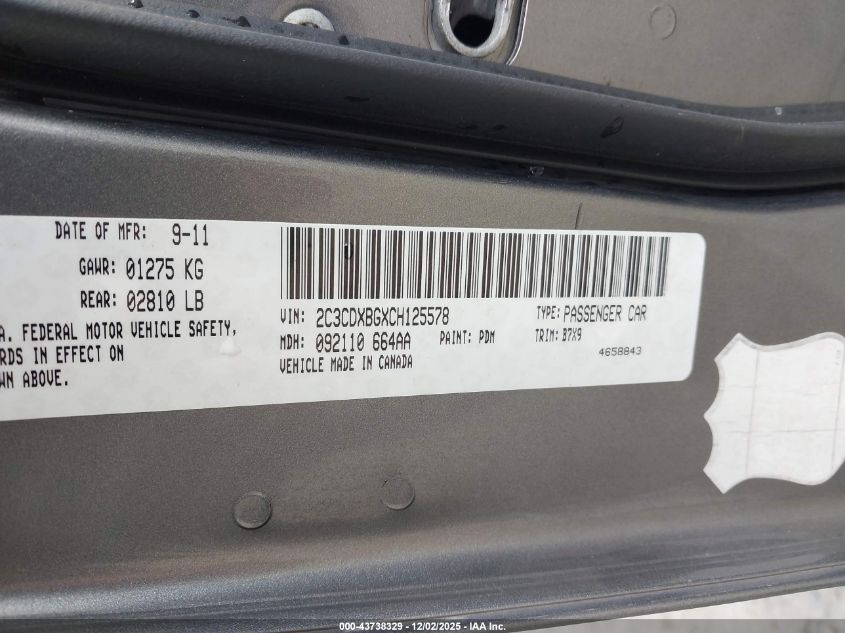 DATE OF MFR: 9-11
GAWR: 01275 KG
REAR: 02810 LB
A. FEDERAL MOTOR VEHICLE SAFETY,
RDS IN EFFECT ON
WN ABOVE.
VIN: 2C3CDXBGXCH125578 TYPE: PASSENGER CAR
MDH: 092110 664AA PAINT: PDM TRIM: B7X9
VEHICLE MADE IN CANADA 4658843
000-43738329 - 12/02/2025 - IAA Inc.